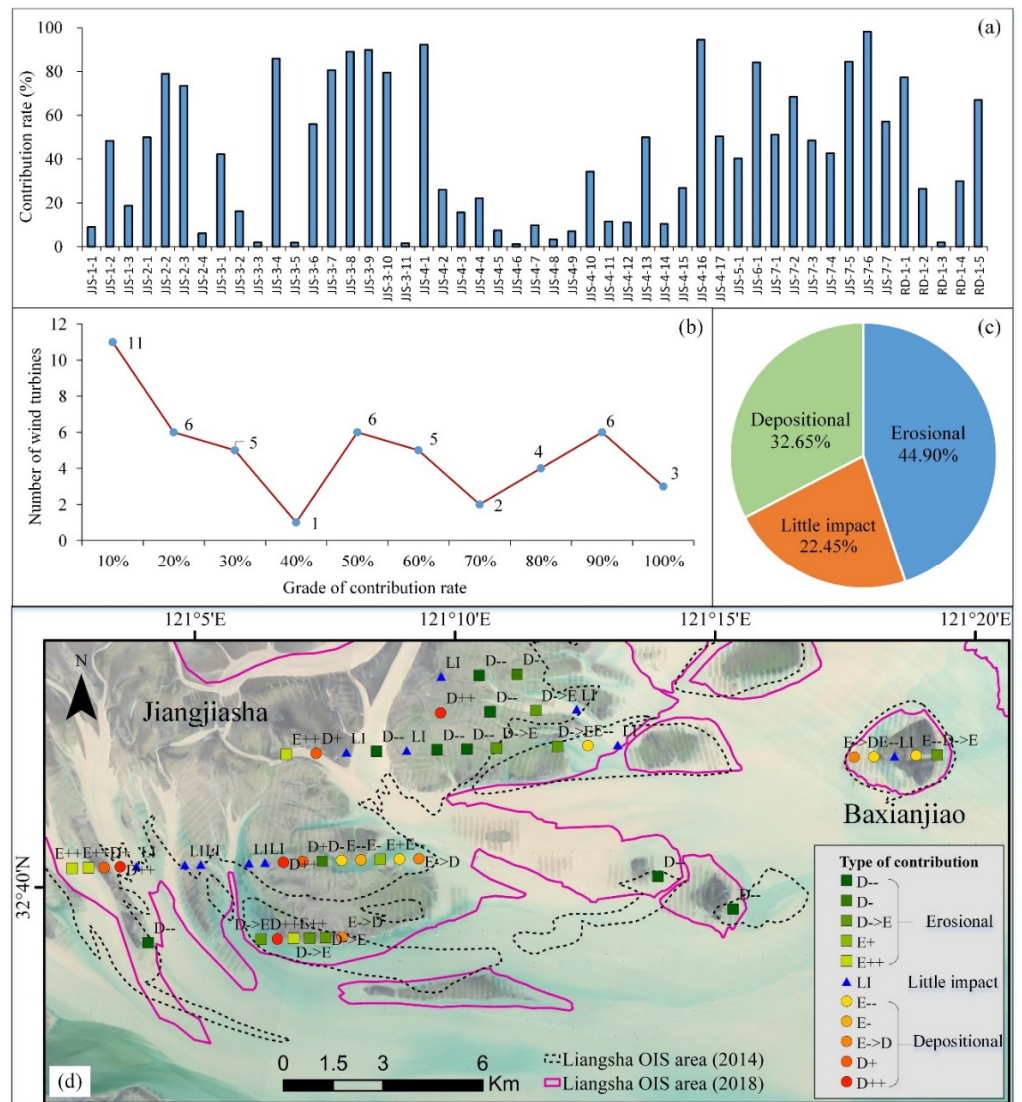 (a)
Contribution rate (%)
100
80
60
40
20
0
JJS-1-1
JJS-1-2
JJS-1-3
JJS-2-1
JJS-2-2
JJS-2-3
JJS-2-4
JJS-3-1
JJS-3-2
JJS-3-3
JJS-3-4
JJS-3-5
JJS-3-6
JJS-3-7
JJS-3-8
JJS-3-9
JJS-3-10
JJS-3-11
JJS-4-1
JJS-4-2
JJS-4-3
JJS-4-4
JJS-4-5
JJS-4-6
JJS-4-7
JJS-4-8
JJS-4-9
JJS-4-10
JJS-4-11
JJS-4-12
JJS-4-13
JJS-4-14
JJS-4-15
JJS-4-16
JJS-4-17
JJS-5-1
JJS-6-1
JJS-7-1
JJS-7-2
JJS-7-3
JJS-7-4
JJS-7-5
JJS-7-6
JJS-7-7
RD-1-1
RD-1-2
RD-1-3
RD-1-4
RD-1-5
(b)
Number of wind turbines
12
10
8
6
4
2
0
11
6
5
1
6
5
2
4
6
3
10% 20% 30% 40% 50% 60% 70% 80% 90% 100%
Grade of contribution rate
(c)
Depositional
32.65%
Erosional
44.90%
Little impact
22.45%
121°5'E 121°10'E 121°15'E 121°20'E
32°40'N
N
Jiangjiasha
Baxianjiao
LI D-- D-
D++ D-- D->E LI
E++ D+ LI D-- LI D-- D-- D->E D->E E-- LI
E->D E-- LI E-- D->E
LI LI LI LI D++ D+ D- E-- E- E+ E- E->D
D--
D--
D--
D->E D++ E++ E->D
D->E D->E
Type of contribution
D--
D-
D->E
E+
E++
Erosional
LI
Little impact
E--
E-
E->D
D+
D++
Depositional
0 1.5 3 6
Km
Liangsha OIS area (2014)
Liangsha OIS area (2018)
(d)